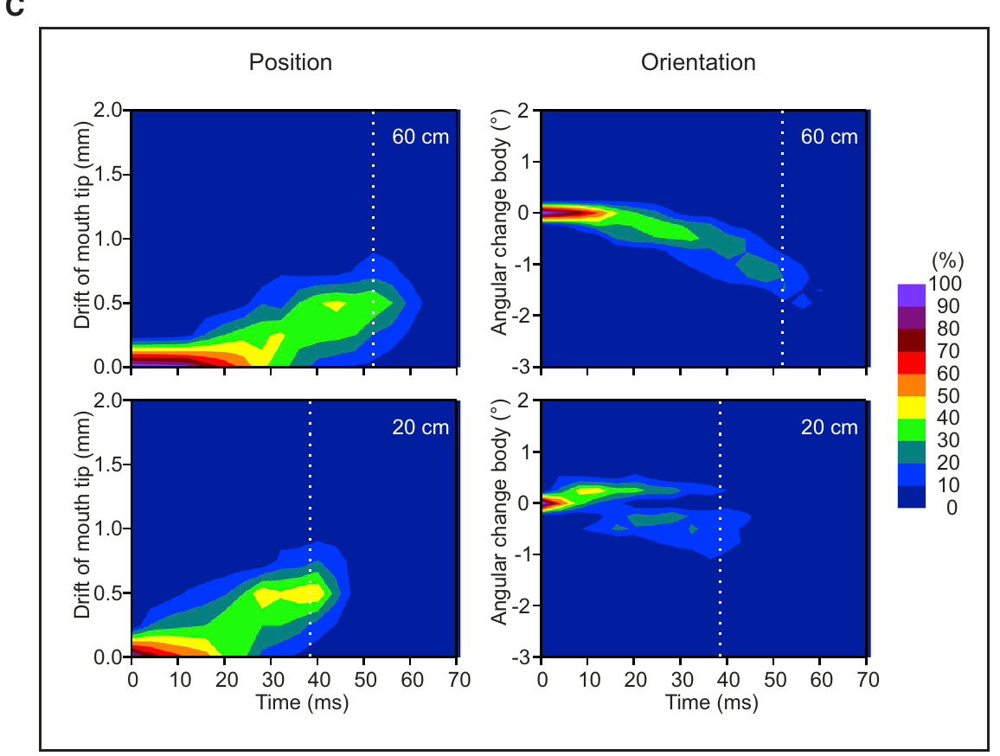 C
Position
Orientation
2.0
1.5
1.0
0.5
0.0
Drift of mouth tip (mm)
60 cm
2
1
0
-1
-2
-3
Angular change body (°)
60 cm
(%)
100
90
80
70
60
50
40
30
20
10
0
2.0
1.5
1.0
0.5
0.0
Drift of mouth tip (mm)
20 cm
0 10 20 30 40 50 60 70
Time (ms)
2
1
0
-1
-2
-3
Angular change body (°)
20 cm
0 10 20 30 40 50 60 70
Time (ms)